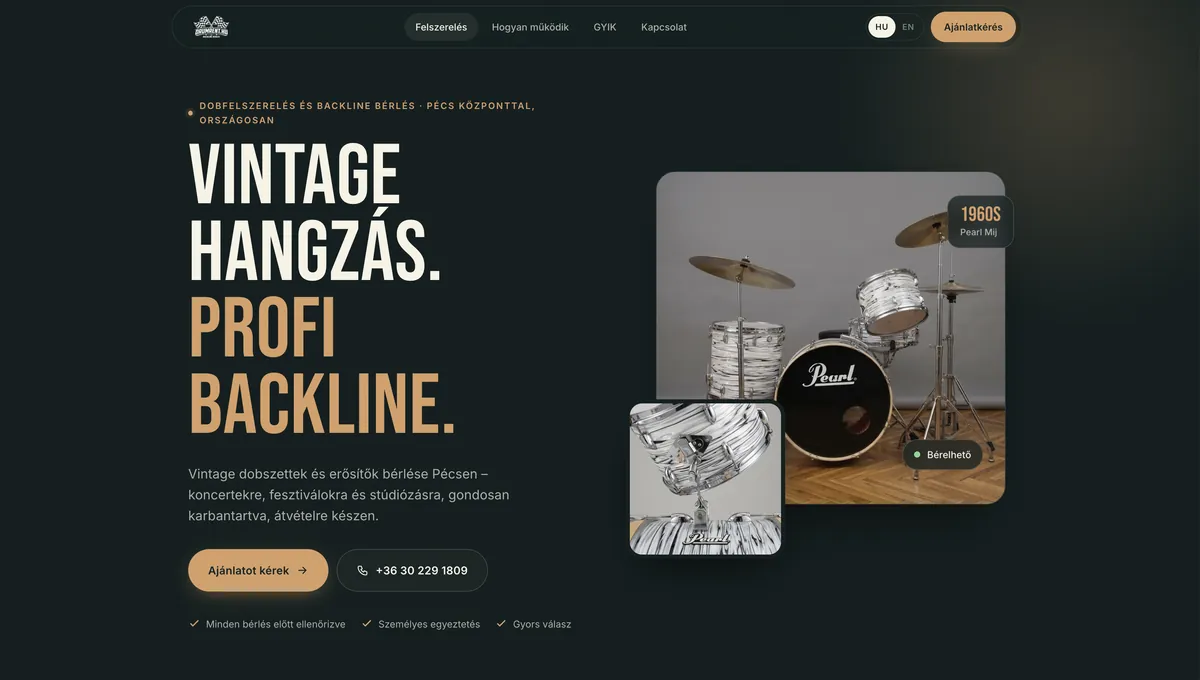 DRUMRENT.HU
Felszerelés
Hogyan működik
GYIK
Kapcsolat
HU
EN
Ajánlatkérés
DOBFELSZERELÉS ÉS BACKLINE BÉRLÉS · PÉCS KÖZPONTTAL,
ORSZÁGOSAN
VINTAGE
HANGZÁS.
PROFI
BACKLINE.
Vintage dobszettek és erősítők bérlése Pécsen –
koncertekre, fesztiválokra és stúdiózásra, gondosan
karbantartva, átvételre készen.
Ajánlatot kérek →
+36 30 229 1809
Minden bérlés előtt ellenőrizve
Személyes egyeztetés
Gyors válasz
1960S
Pearl Mij
Pearl
Bérelhető
Pearl